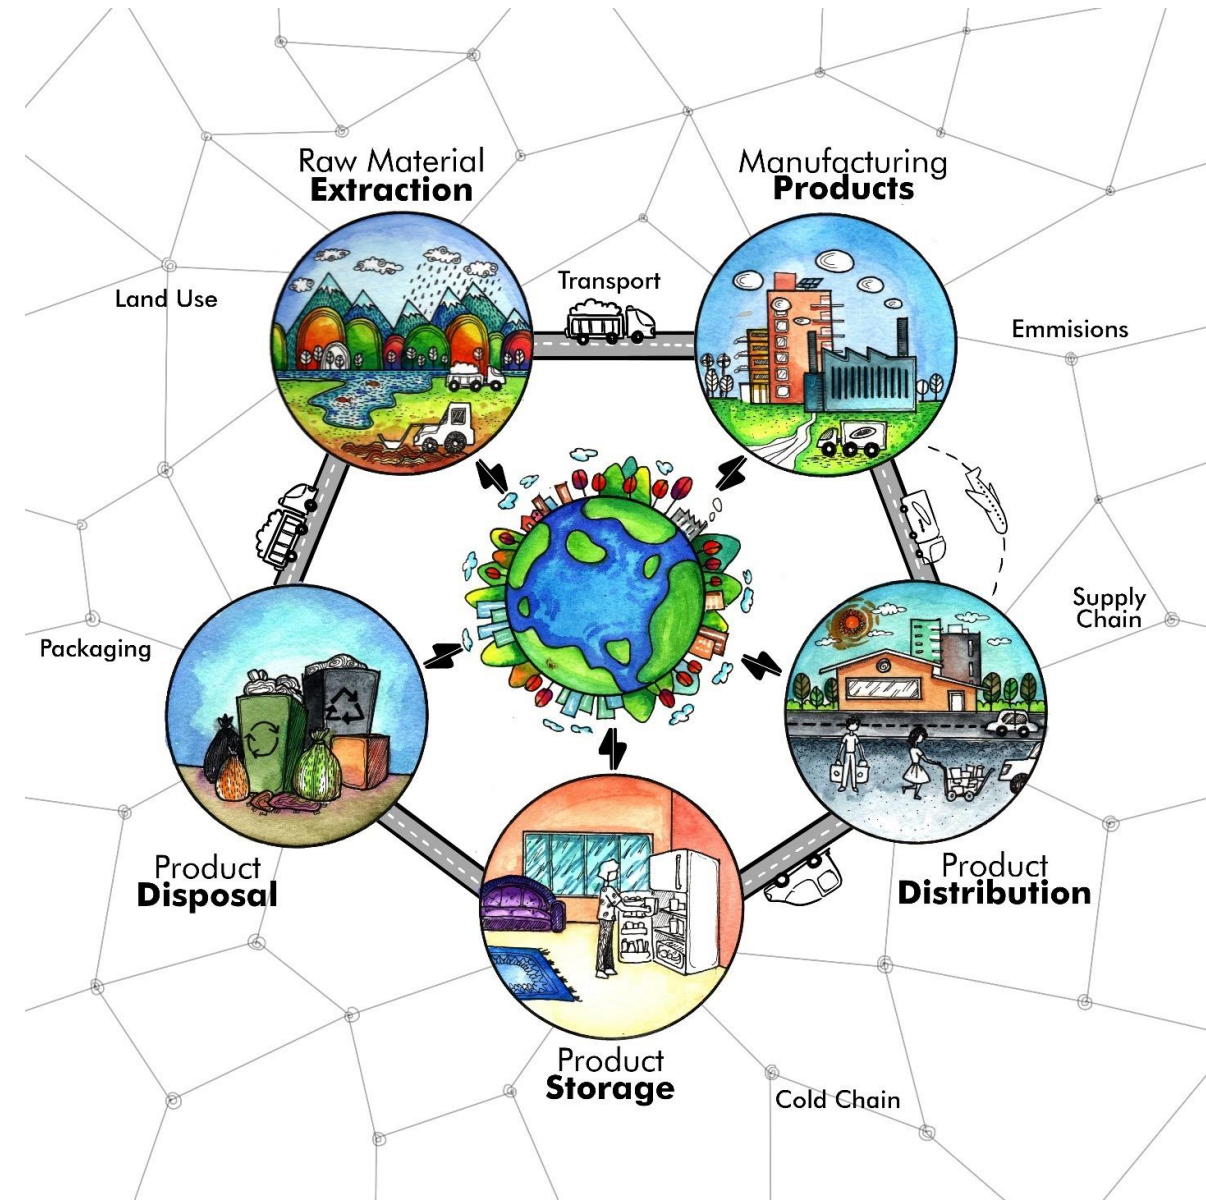 Raw Material
Extraction
Manufacturing
Products
Transport
Land Use
Emmisions
Supply
Chain
Packaging
Product
Disposal
Product
Distribution
Product
Storage
Cold Chain